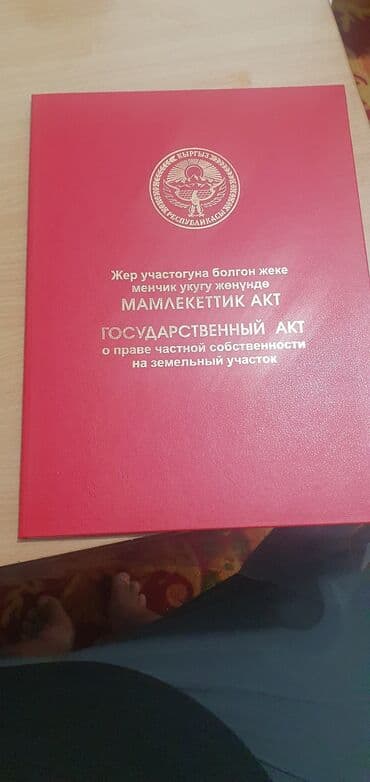 КЫРГЫЗ
РЕСПУБЛИКАСЫ
Жер участогуна болгон жеке
менчик укугу жөнүндө
МАМЛЕКЕТТИК АКТ
ГОСУДАРСТВЕННЫЙ АКТ
о праве частной собственности
на земельный участок